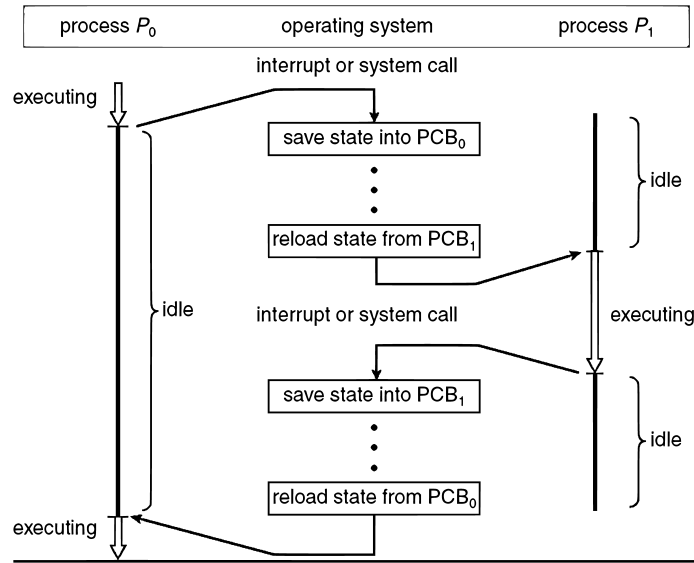 process P0 operating system process P1
interrupt or system call
executing
save state into PCB0
idle
reload state from PCB1
idle
interrupt or system call
executing
save state into PCB1
idle
reload state from PCB0
executing